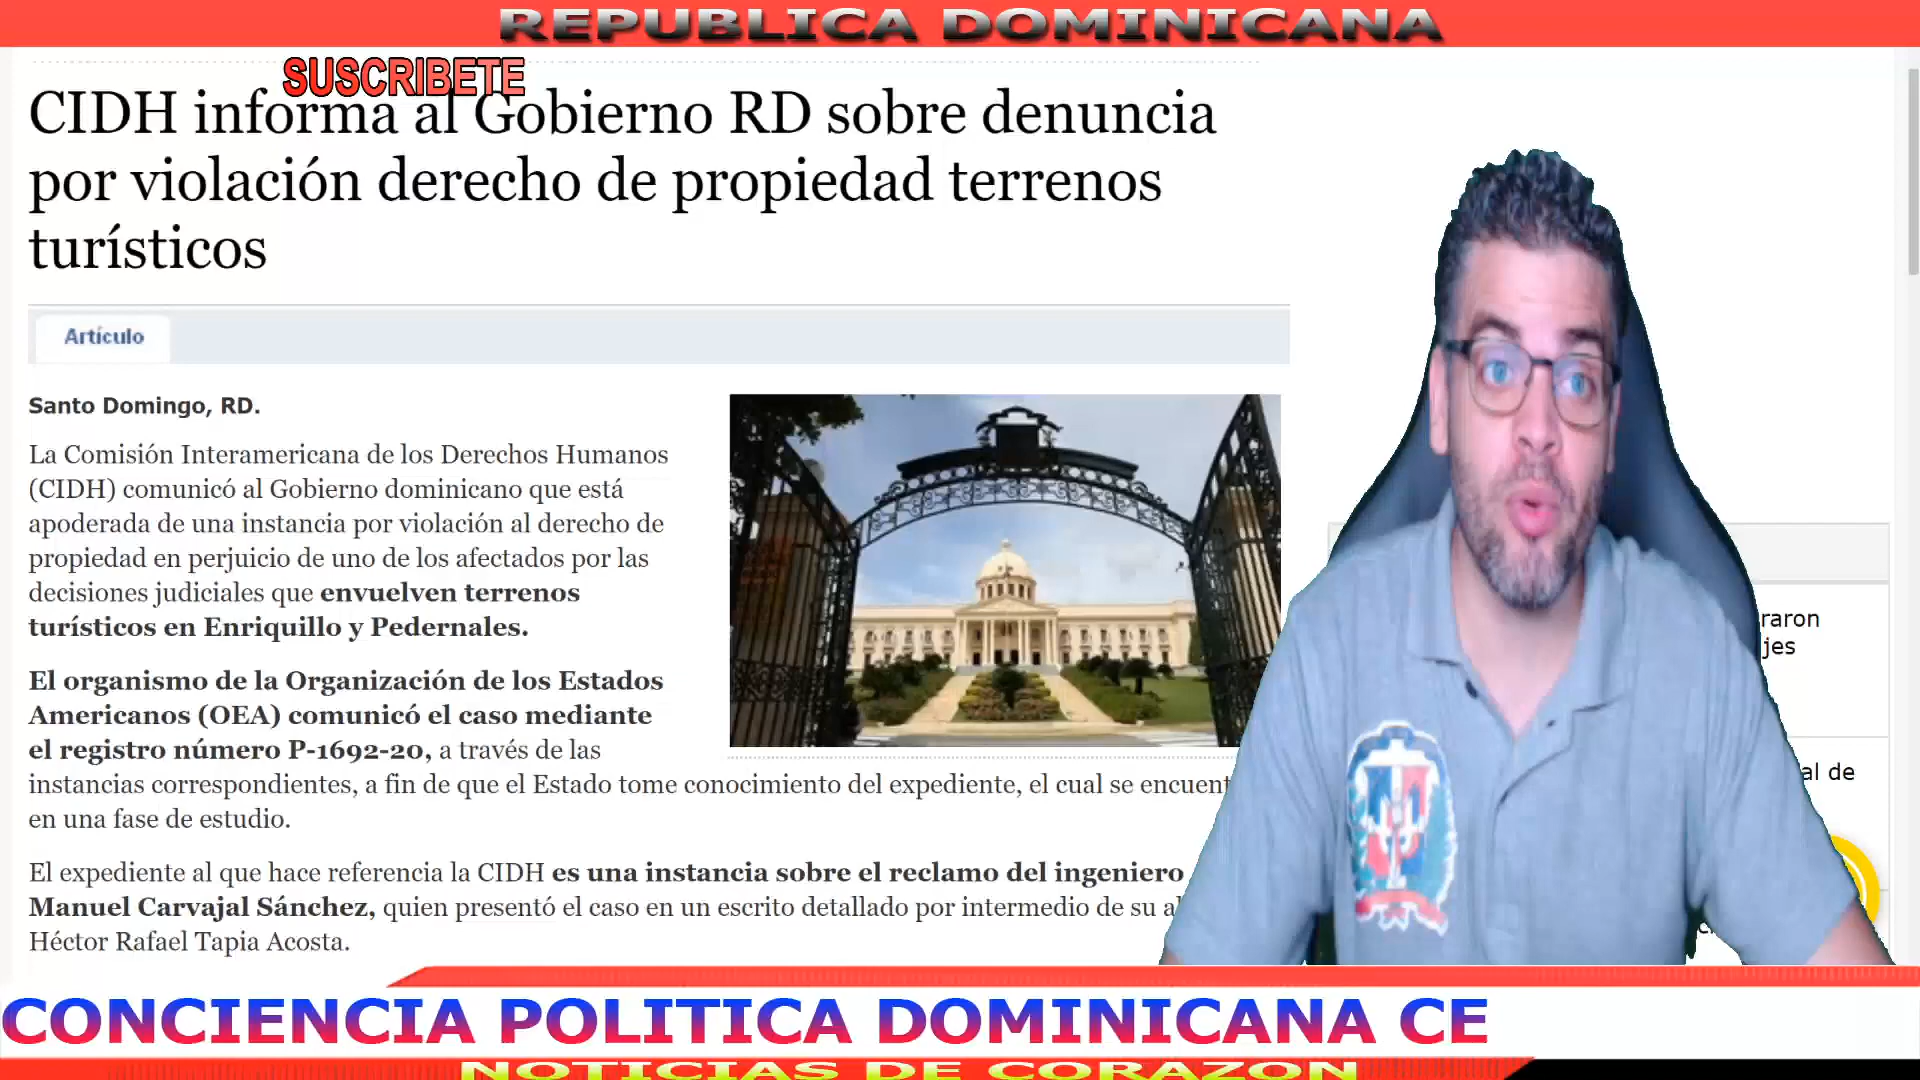 REPUBLICA DOMINICANA
SUSCRIBETE
CIDH informa al Gobierno RD sobre denuncia
por violación derecho de propiedad terrenos
turísticos
Artículo
Santo Domingo, RD.
La Comisión Interamericana de los Derechos Humanos
(CIDH) comunicó al Gobierno dominicano que está
apoderada de una instancia por violación al derecho de
propiedad en perjuicio de uno de los afectados por las
decisiones judiciales que envuelven terrenos
turísticos en Enriquillo y Pedernales.
El organismo de la Organización de los Estados
Americanos (OEA) comunicó el caso mediante
el registro número P-1692-20, a través de las
instancias correspondientes, a fin de que el Estado tome conocimiento del expediente, el cual se encuent
en una fase de estudio.
El expediente al que hace referencia la CIDH es una instancia sobre el reclamo del ingeniero
Manuel Carvajal Sánchez, quien presentó el caso en un escrito detallado por intermedio de su
Héctor Rafael Tapia Acosta.
raron
jes
al de
CONCIENCIA POLITICA DOMINICANA CE
NOTICIAS DE CORAZON